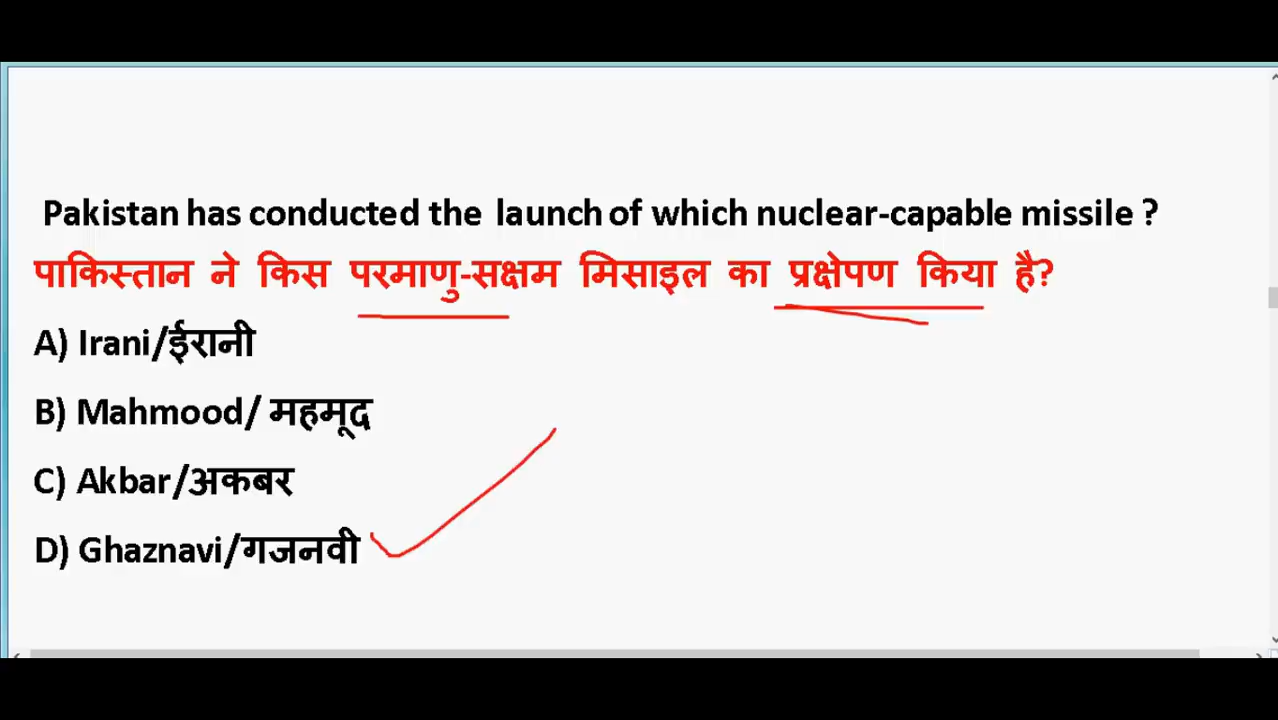 Pakistan has conducted the launch of which nuclear-capable missile ?
पाकिस्तान ने किस परमाणु-सक्षम मिसाइल का प्रक्षेपण किया है?
A) Irani/ईरानी
B) Mahmood/ महमूद
C) Akbar/अकबर
D) Ghaznavi/गजनवी